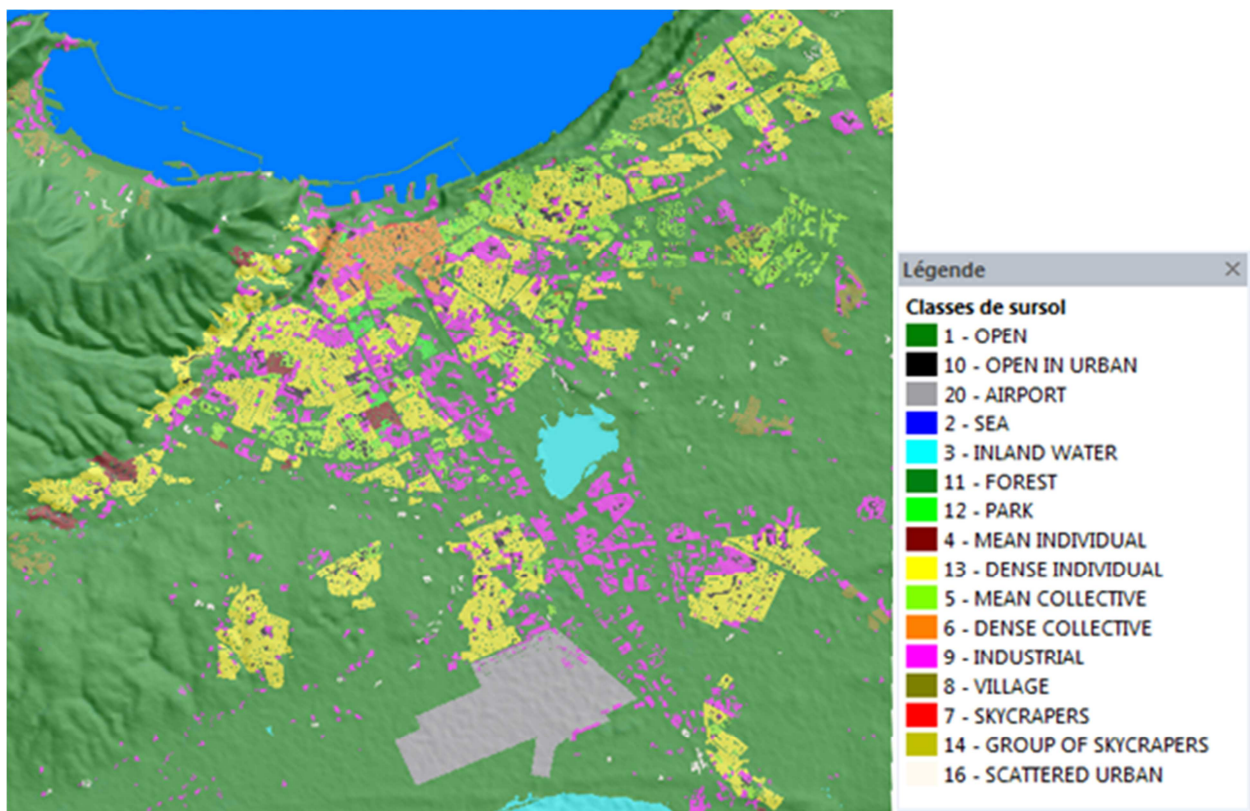 Légende
Classes de sursol
1 - OPEN
10 - OPEN IN URBAN
20 - AIRPORT
2 - SEA
3 - INLAND WATER
11 - FOREST
12 - PARK
4 - MEAN INDIVIDUAL
13 - DENSE INDIVIDUAL
5 - MEAN COLLECTIVE
6 - DENSE COLLECTIVE
9 - INDUSTRIAL
8 - VILLAGE
7 - SKYCRAPERS
14 - GROUP OF SKYCRAPERS
16 - SCATTERED URBAN